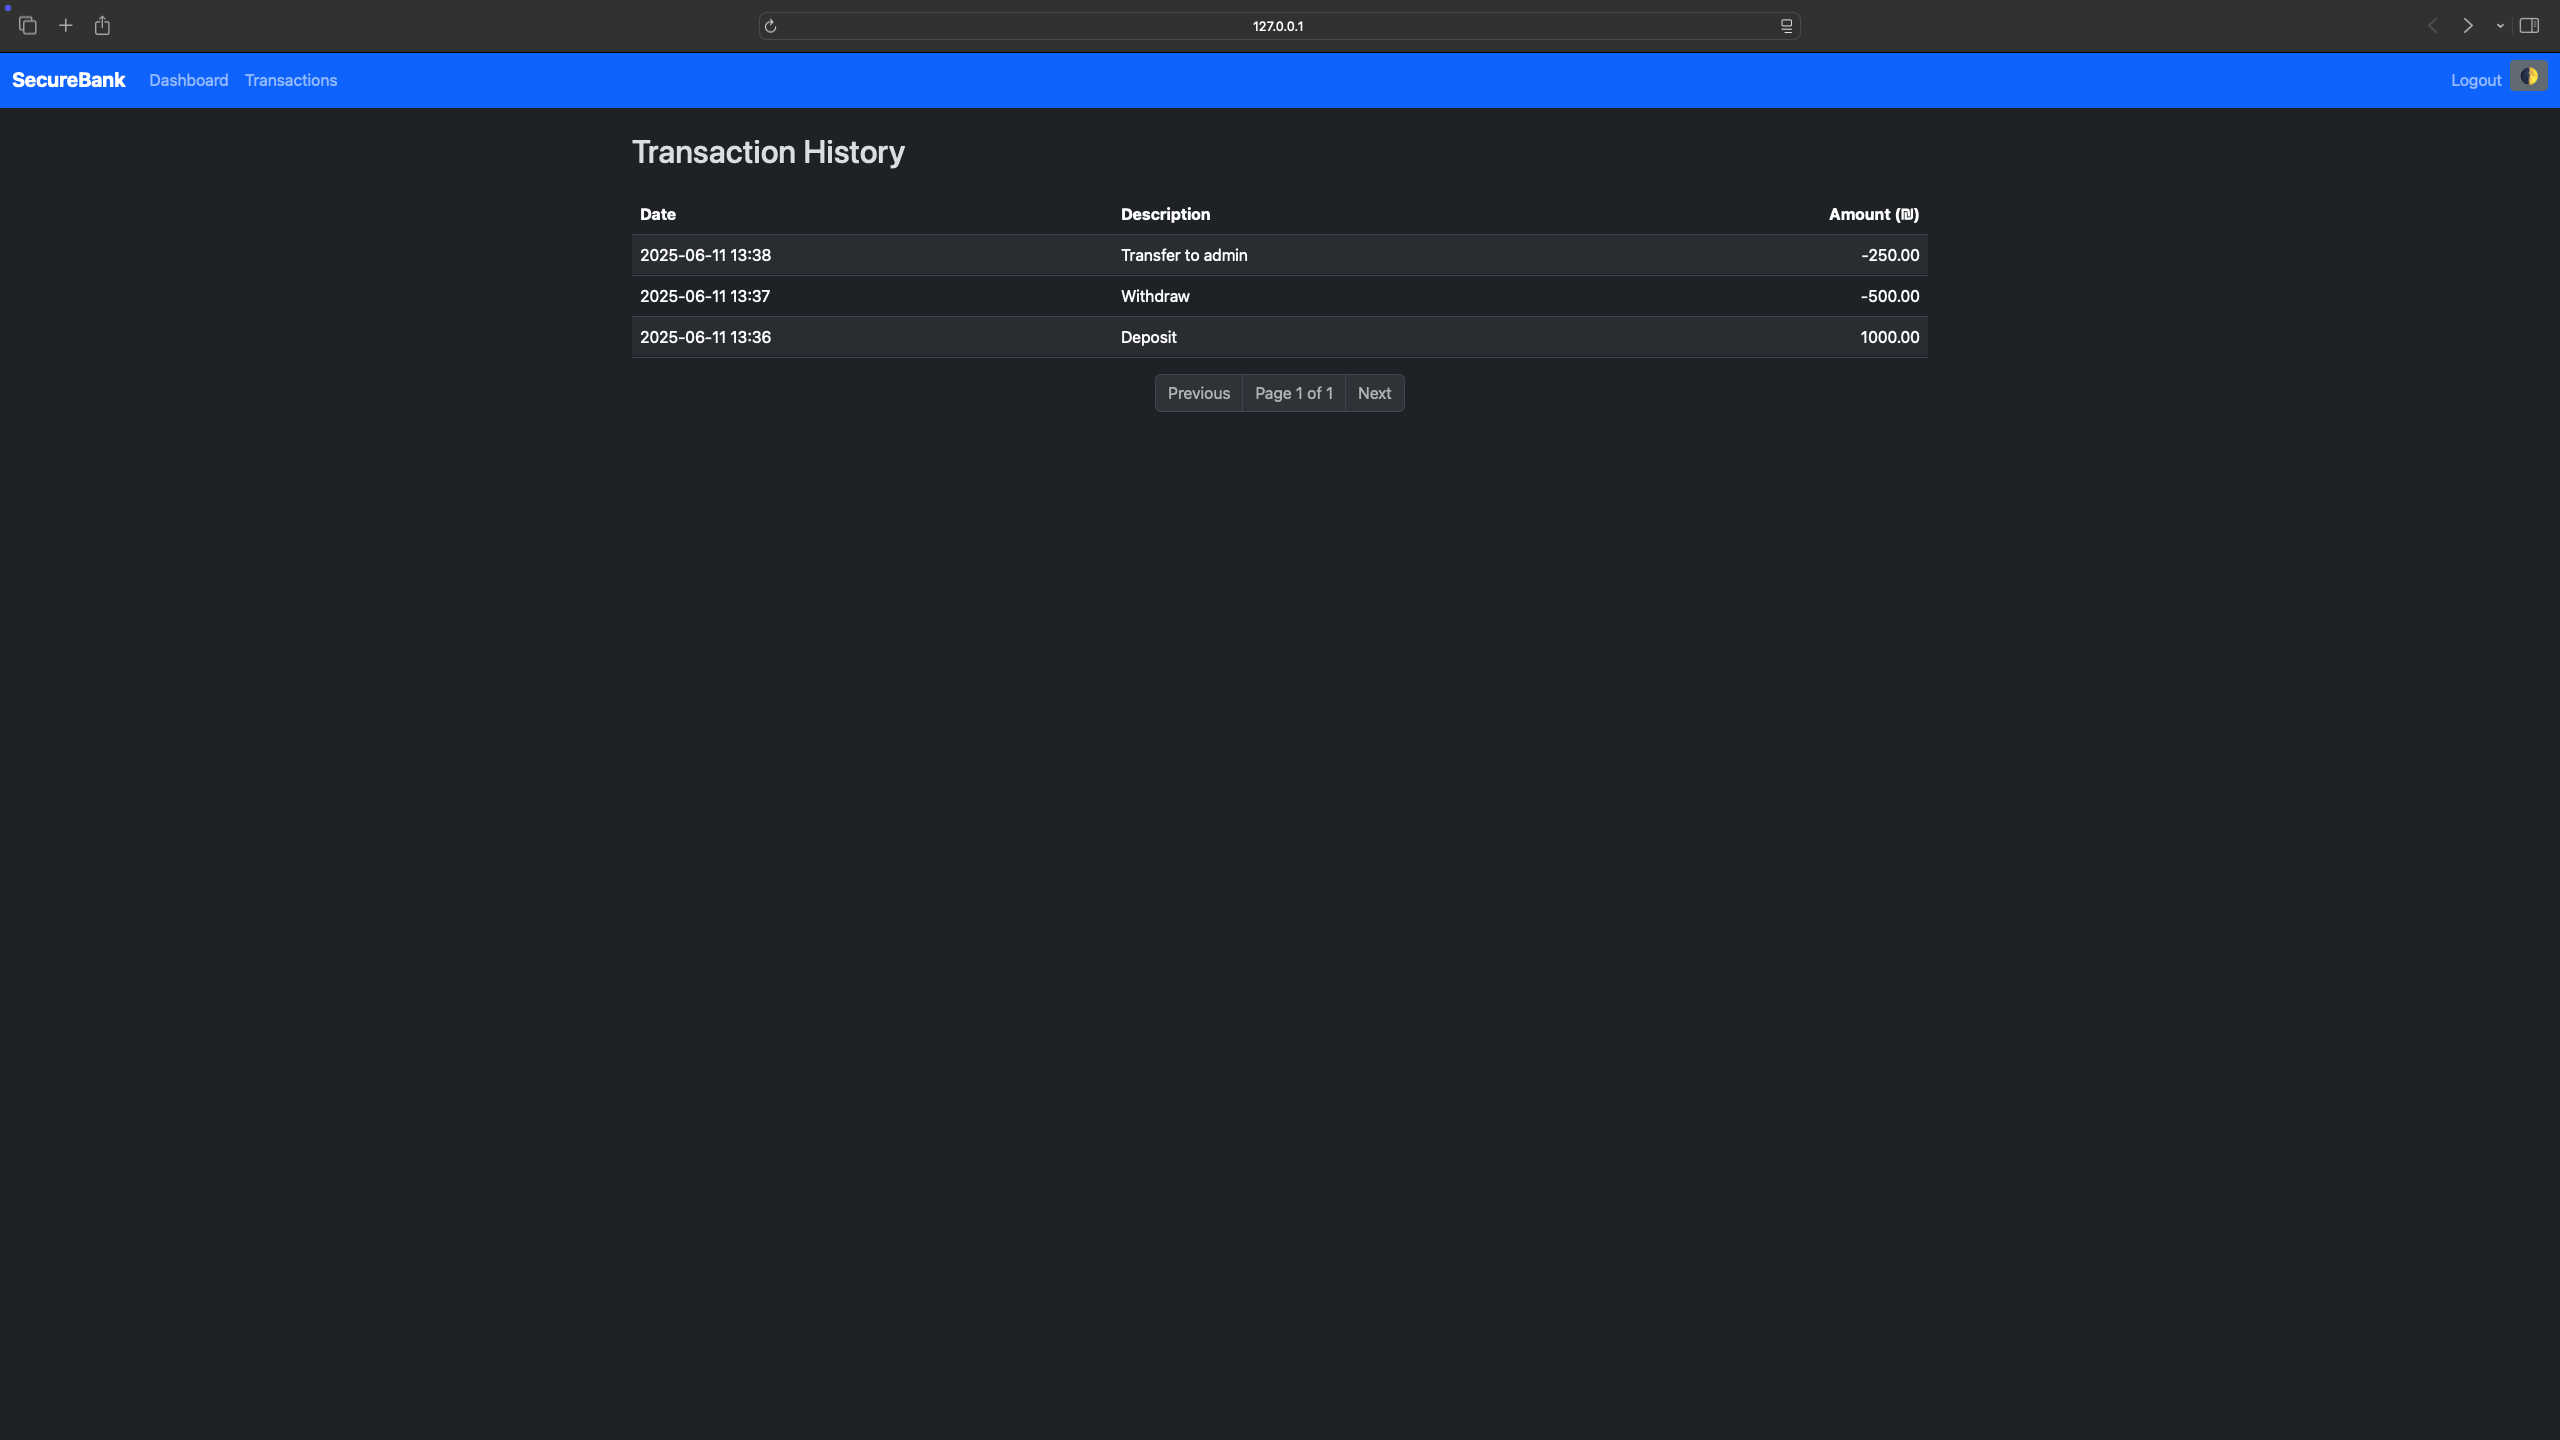 127.0.0.1
SecureBank Dashboard Transactions Logout
Transaction History
Date Description Amount (₪)
2025-06-11 13:38 Transfer to admin -250.00
2025-06-11 13:37 Withdraw -500.00
2025-06-11 13:36 Deposit 1000.00
Previous Page 1 of 1 Next